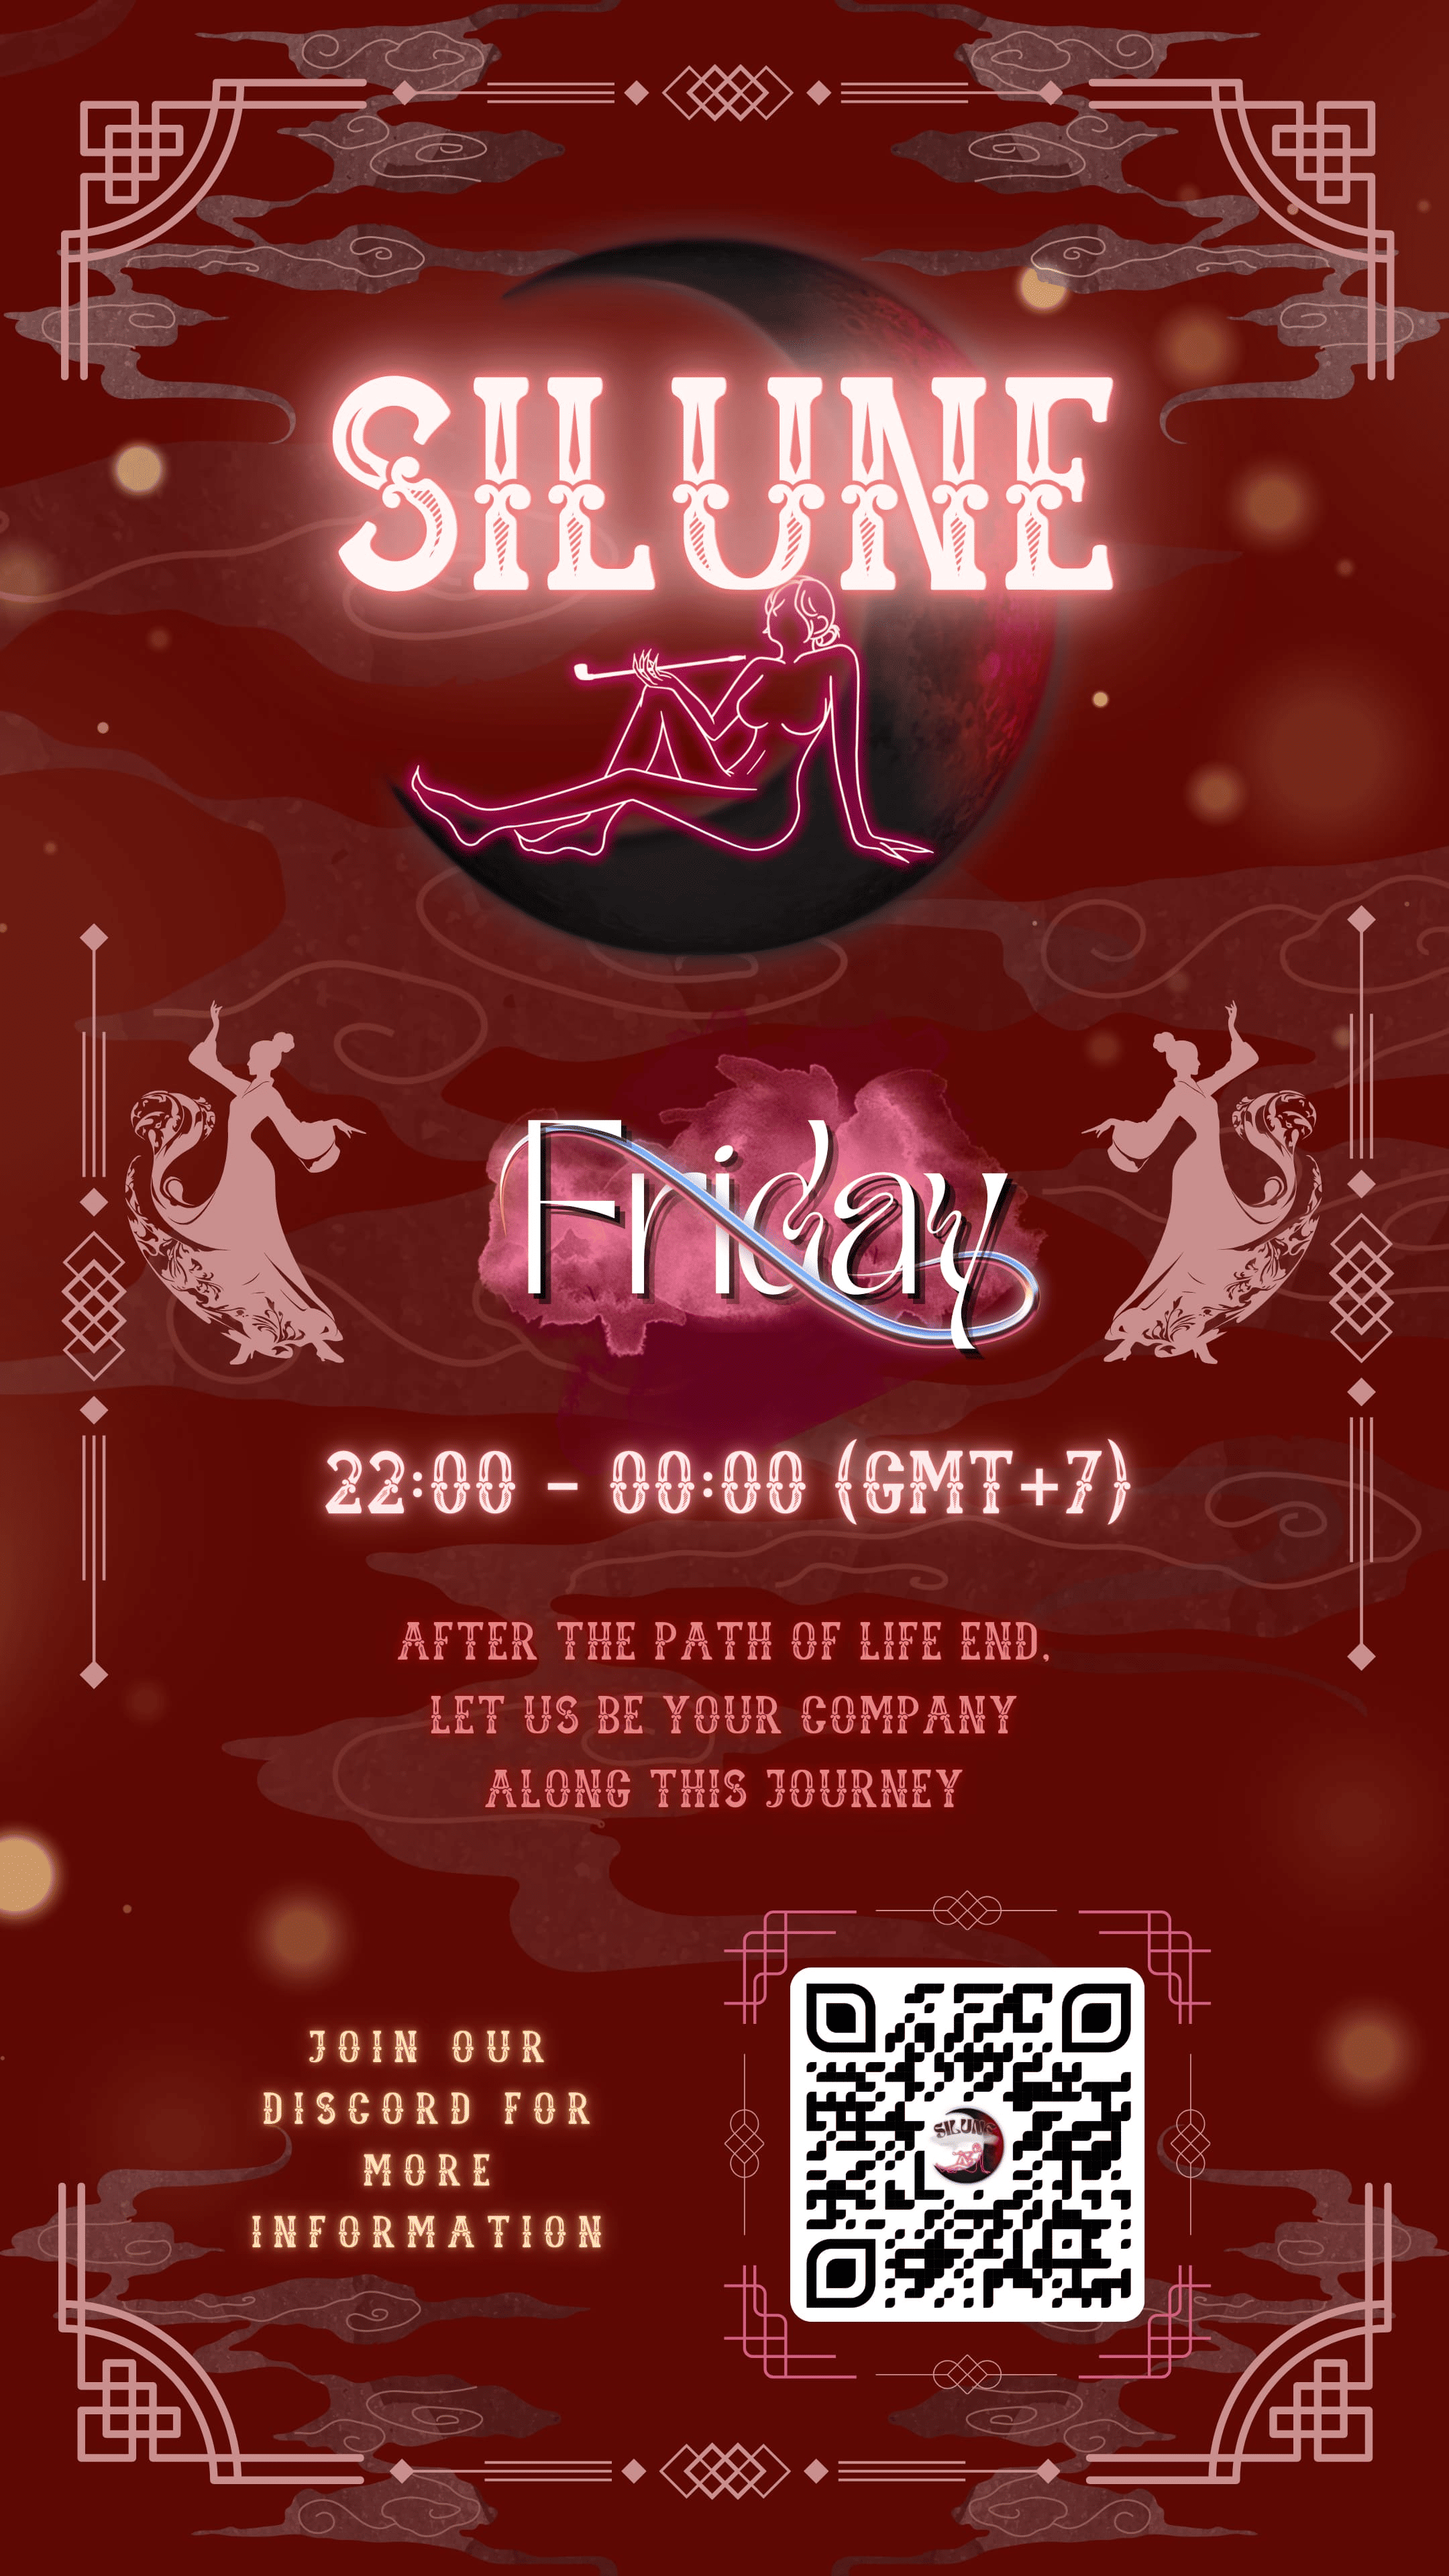 SILUNE
Friday
22:00 - 00:00 (GMT+7)
AFTER THE PATH OF LIFE END,
LET US BE YOUR COMPANY
ALONG THIS JOURNEY
JOIN OUR
DISCORD FOR
MORE
INFORMATION
SILUNE